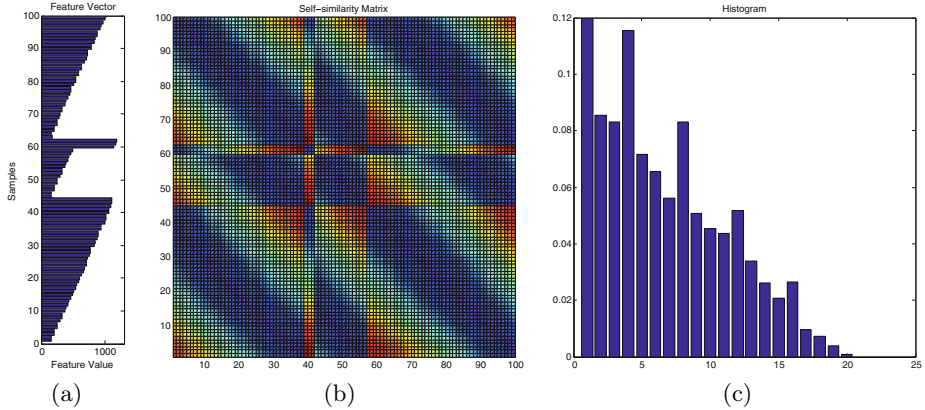 Feature Vector
100
90
80
70
60
50
40
30
20
10
0
Samples
0 1000
Feature Value
(a)
Self-similarity Matrix
100
90
80
70
60
50
40
30
20
10
10 20 30 40 50 60 70 80 90 100
(b)
Histogram
0.12
0.1
0.08
0.06
0.04
0.02
0
0 5 10 15 20 25
(c)